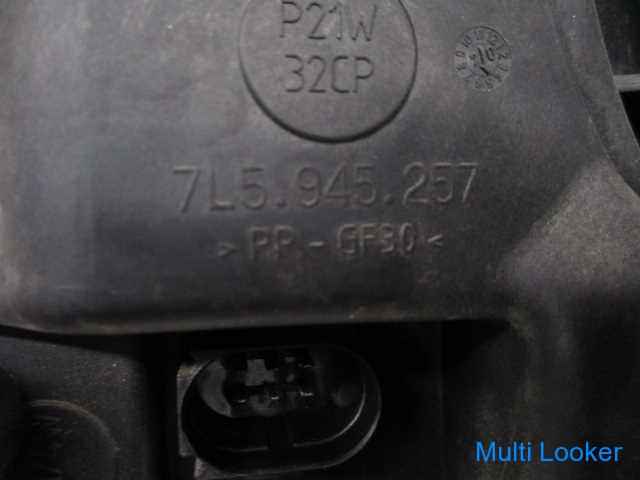 P21W
32CP
7L5.945.257
>PP-GF30<
Multi Looker